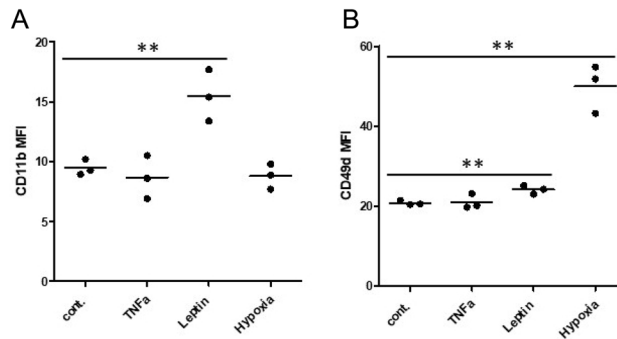 A
**
20
15
10
5
0
CD11b MFI
cont.
TNFa
Leptin
Hypoxia
B
**
**
60
40
20
0
CD49d MFI
cont.
TNFa
Leptin
Hypoxia